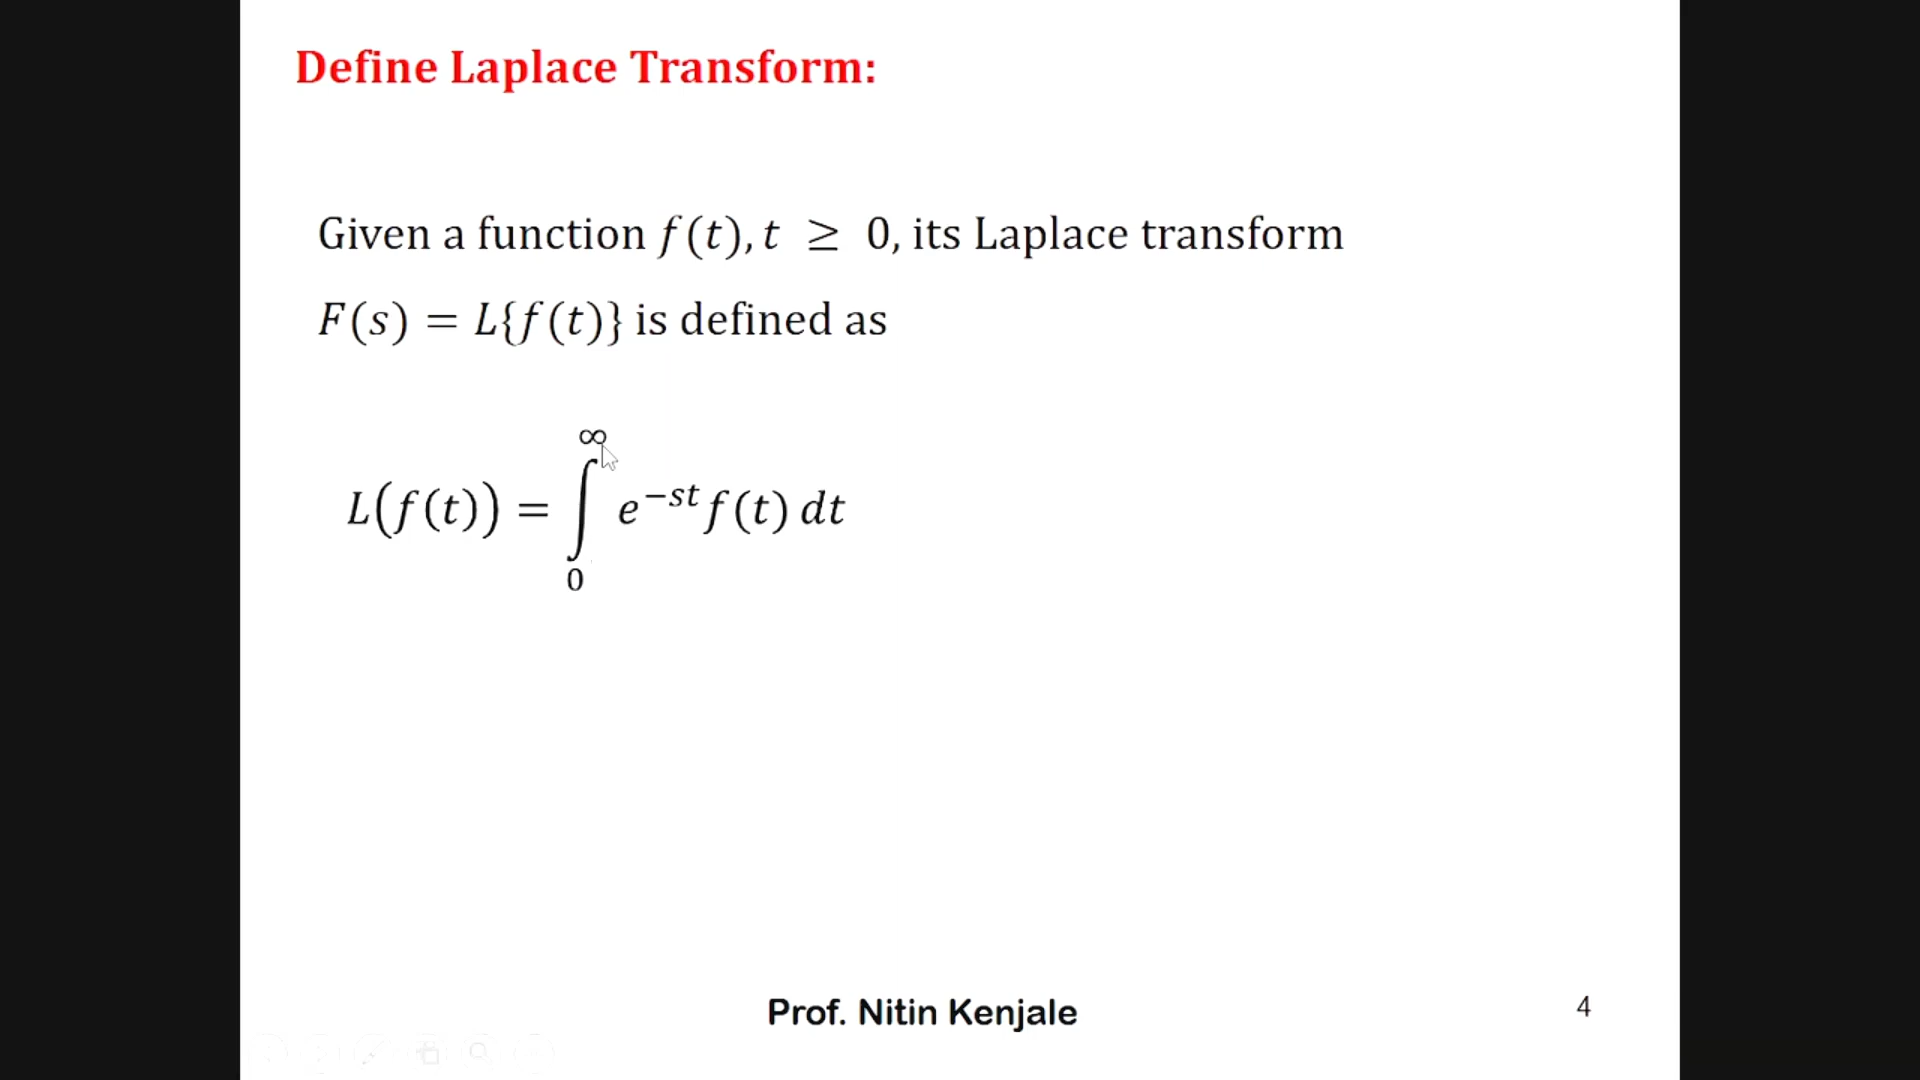 Define Laplace Transform:
Given a function f(t), t ≥ 0, its Laplace transform
F(s) = L{f(t)} is defined as
L(f(t)) = ∫₀^∞ e^{−st} f(t) dt
Prof. Nitin Kenjale
4